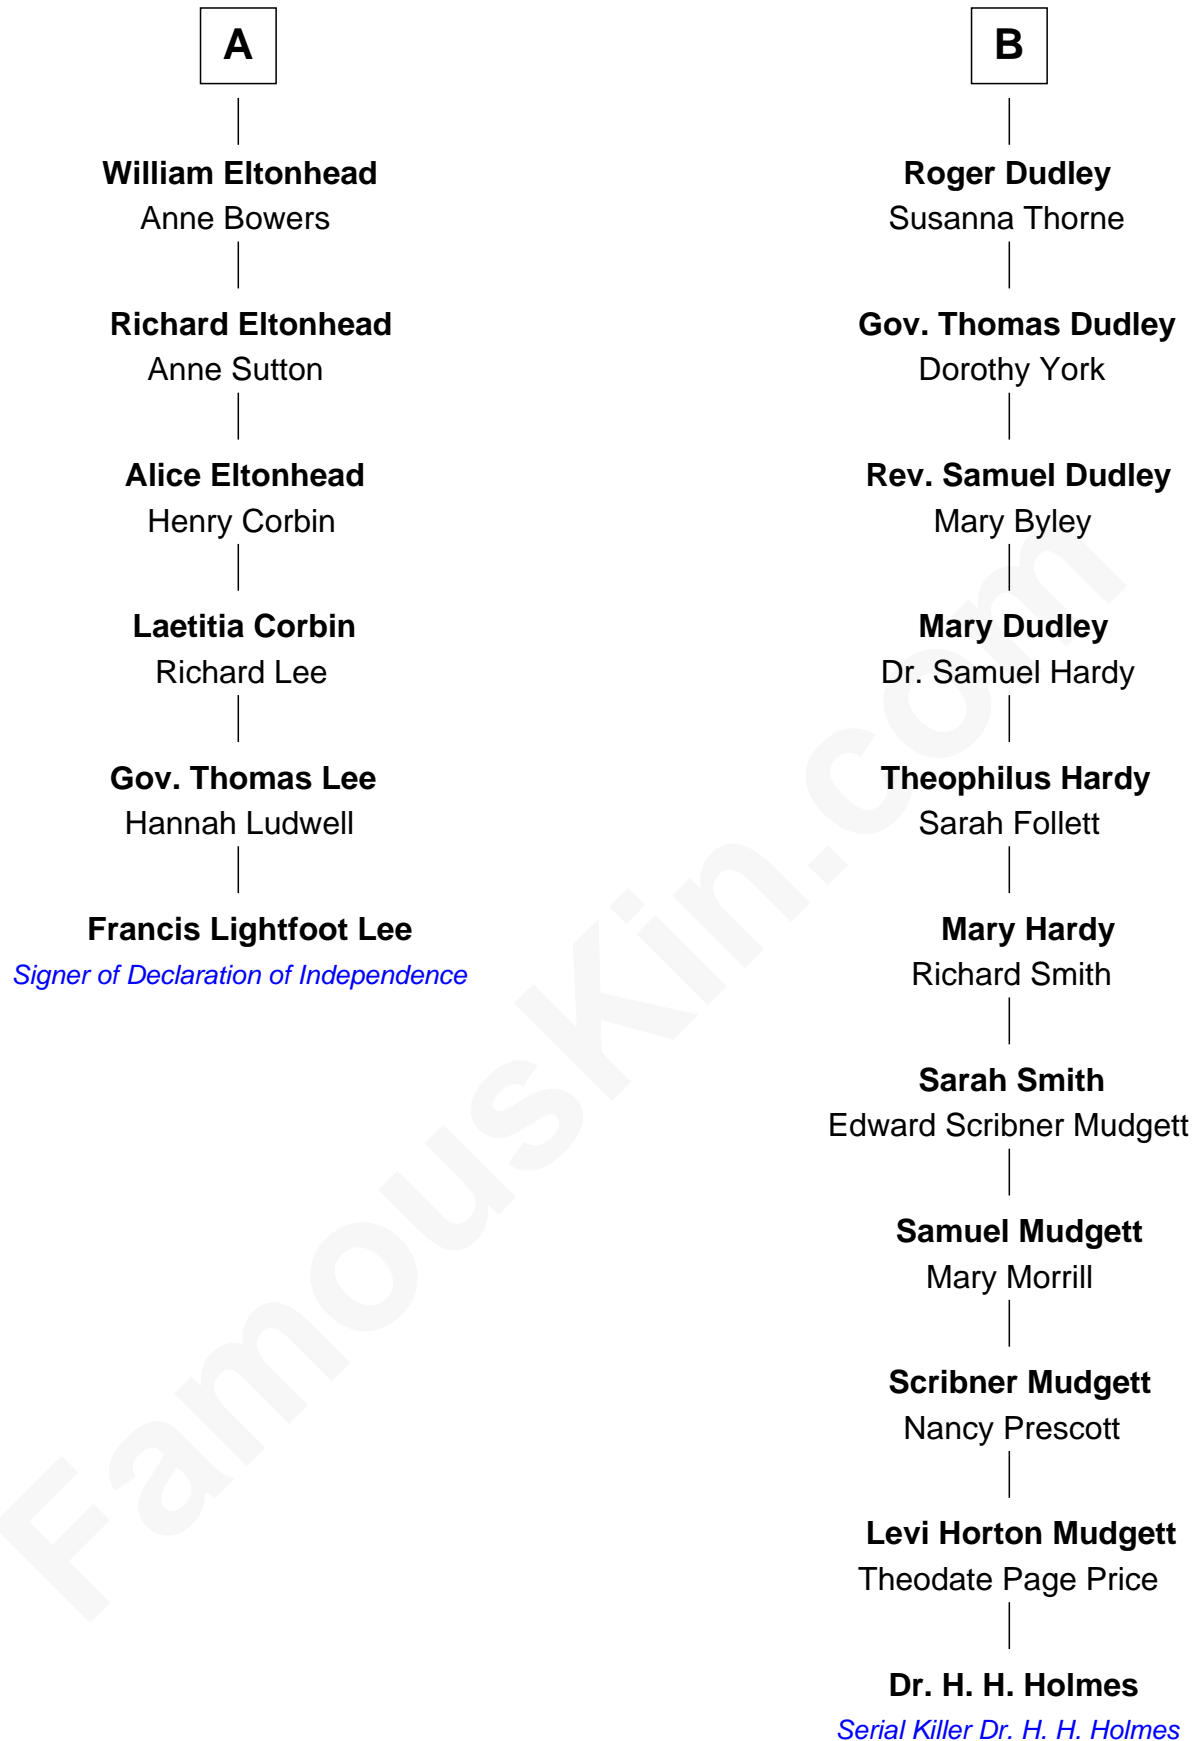 A
William Eltonhead
Anne Bowers
Richard Eltonhead
Anne Sutton
Alice Eltonhead
Henry Corbin
Laetitia Corbin
Richard Lee
Gov. Thomas Lee
Hannah Ludwell
Francis Lightfoot Lee
Signer of Declaration of Independence
B
Roger Dudley
Susanna Thorne
Gov. Thomas Dudley
Dorothy York
Rev. Samuel Dudley
Mary Byley
Mary Dudley
Dr. Samuel Hardy
Theophilus Hardy
Sarah Follett
Mary Hardy
Richard Smith
Sarah Smith
Edward Scribner Mudgett
Samuel Mudgett
Mary Morrill
Scribner Mudgett
Nancy Prescott
Levi Horton Mudgett
Theodate Page Price
Dr. H. H. Holmes
Serial Killer Dr. H. H. Holmes
FamousKin.com